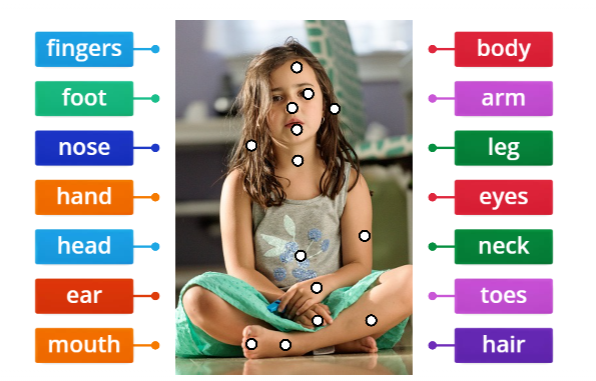 fingers
foot
nose
hand
head
ear
mouth
body
arm
leg
eyes
neck
toes
hair